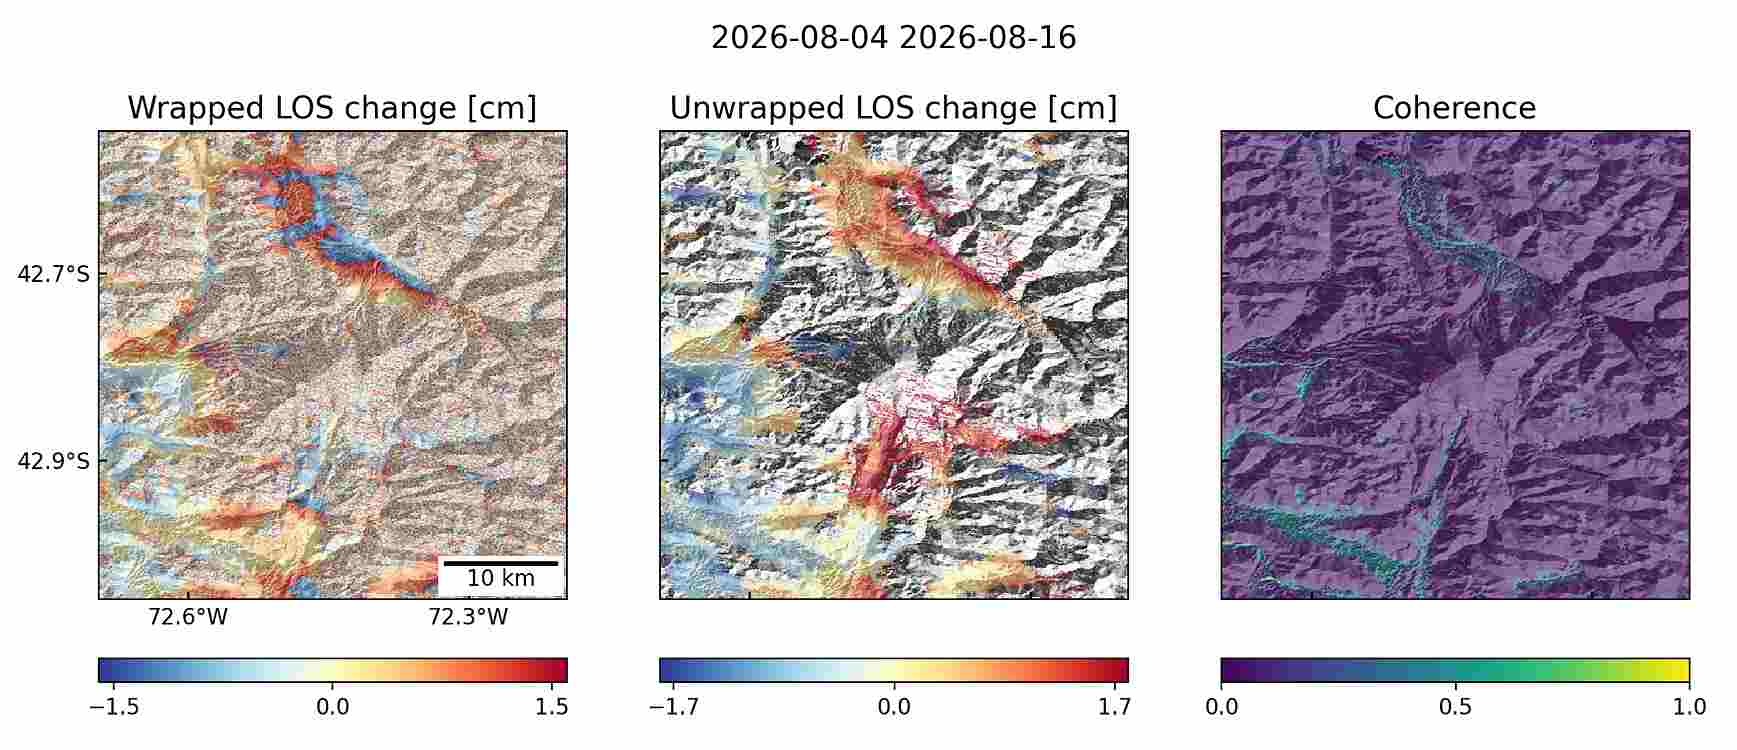 2026-08-04 2026-08-16
Wrapped LOS change [cm]
Unwrapped LOS change [cm]
Coherence
42.7°S
42.9°S
10 km
72.6°W
72.3°W
−1.5
0.0
1.5
−1.7
0.0
1.7
0.0
0.5
1.0